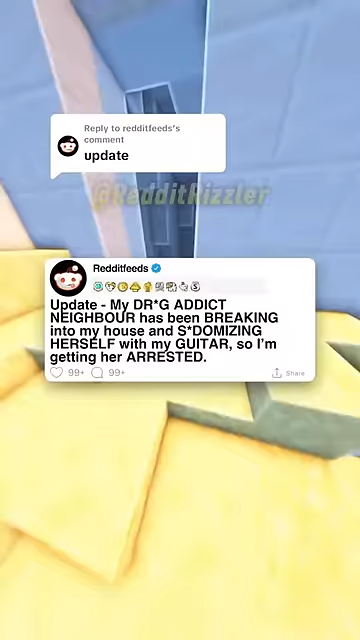 Reply to redditfeeds's
comment
update
@RedditRizzler
Redditfeeds
Update - My DR*G ADDICT
NEIGHBOUR has been BREAKING
into my house and S*DOMIZING
HERSELF with my GUITAR, so I'm
getting her ARRESTED.
99+ 99+ Share